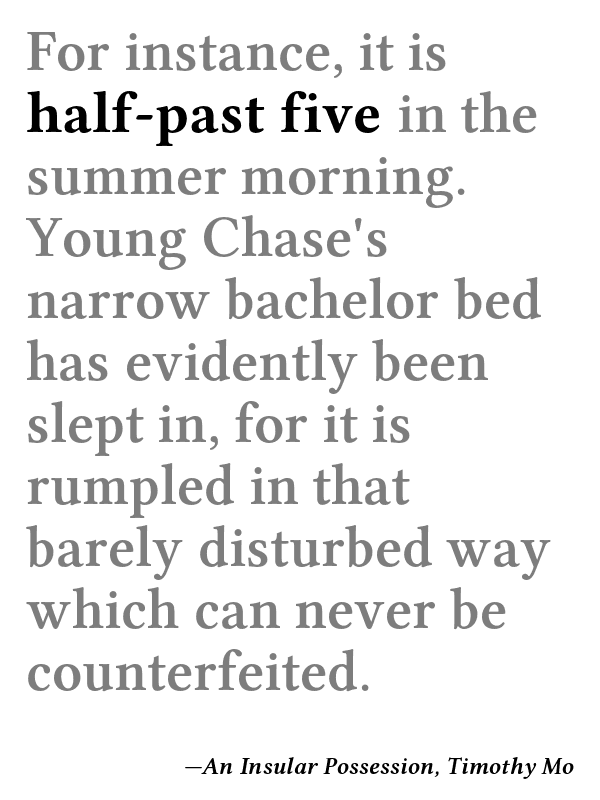 For instance, it is
half-past five in the
summer morning.
Young Chase's
narrow bachelor bed
has evidently been
slept in, for it is
rumpled in that
barely disturbed way
which can never be
counterfeited.
—An Insular Possession, Timothy Mo